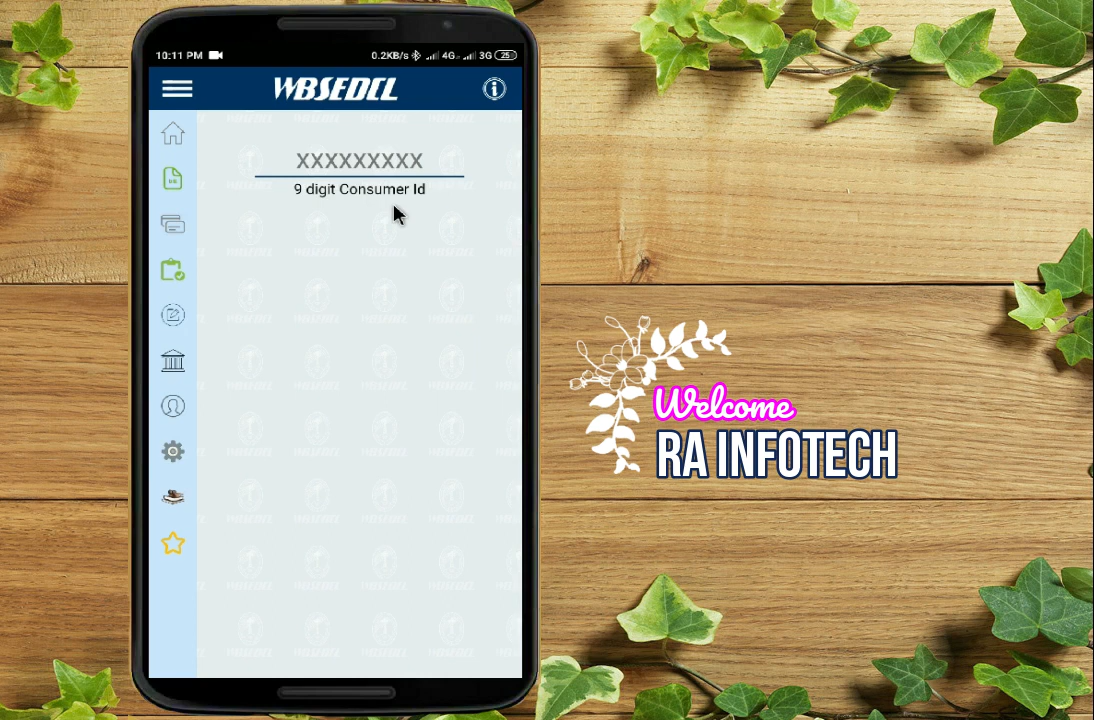 10:11 PM
0.2KB/s 4G 3G 25
WBSEDCL
XXXXXXXXX
9 digit Consumer Id
Welcome
RA INFOTECH